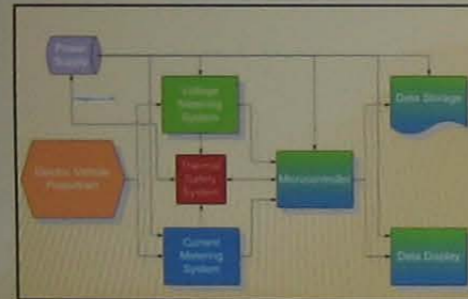 Power
Supply
Voltage
Metering
System
Data Storage
Electric Vehicle
Powertrain
Thermal
Safety
System
Microcontroller
Current
Metering
System
Data Display